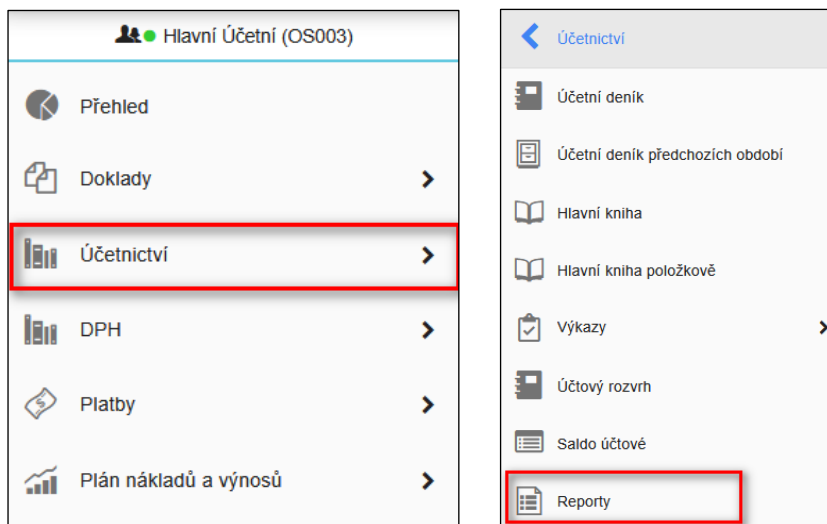 Hlavní Účetní (OS003)
Přehled
Doklady
Účetnictví
DPH
Platby
Plán nákladů a výnosů
Účetnictví
Účetní deník
Účetní deník předchozích období
Hlavní kniha
Hlavní kniha položkově
Výkazy
Účtový rozvrh
Saldo účtové
Reporty